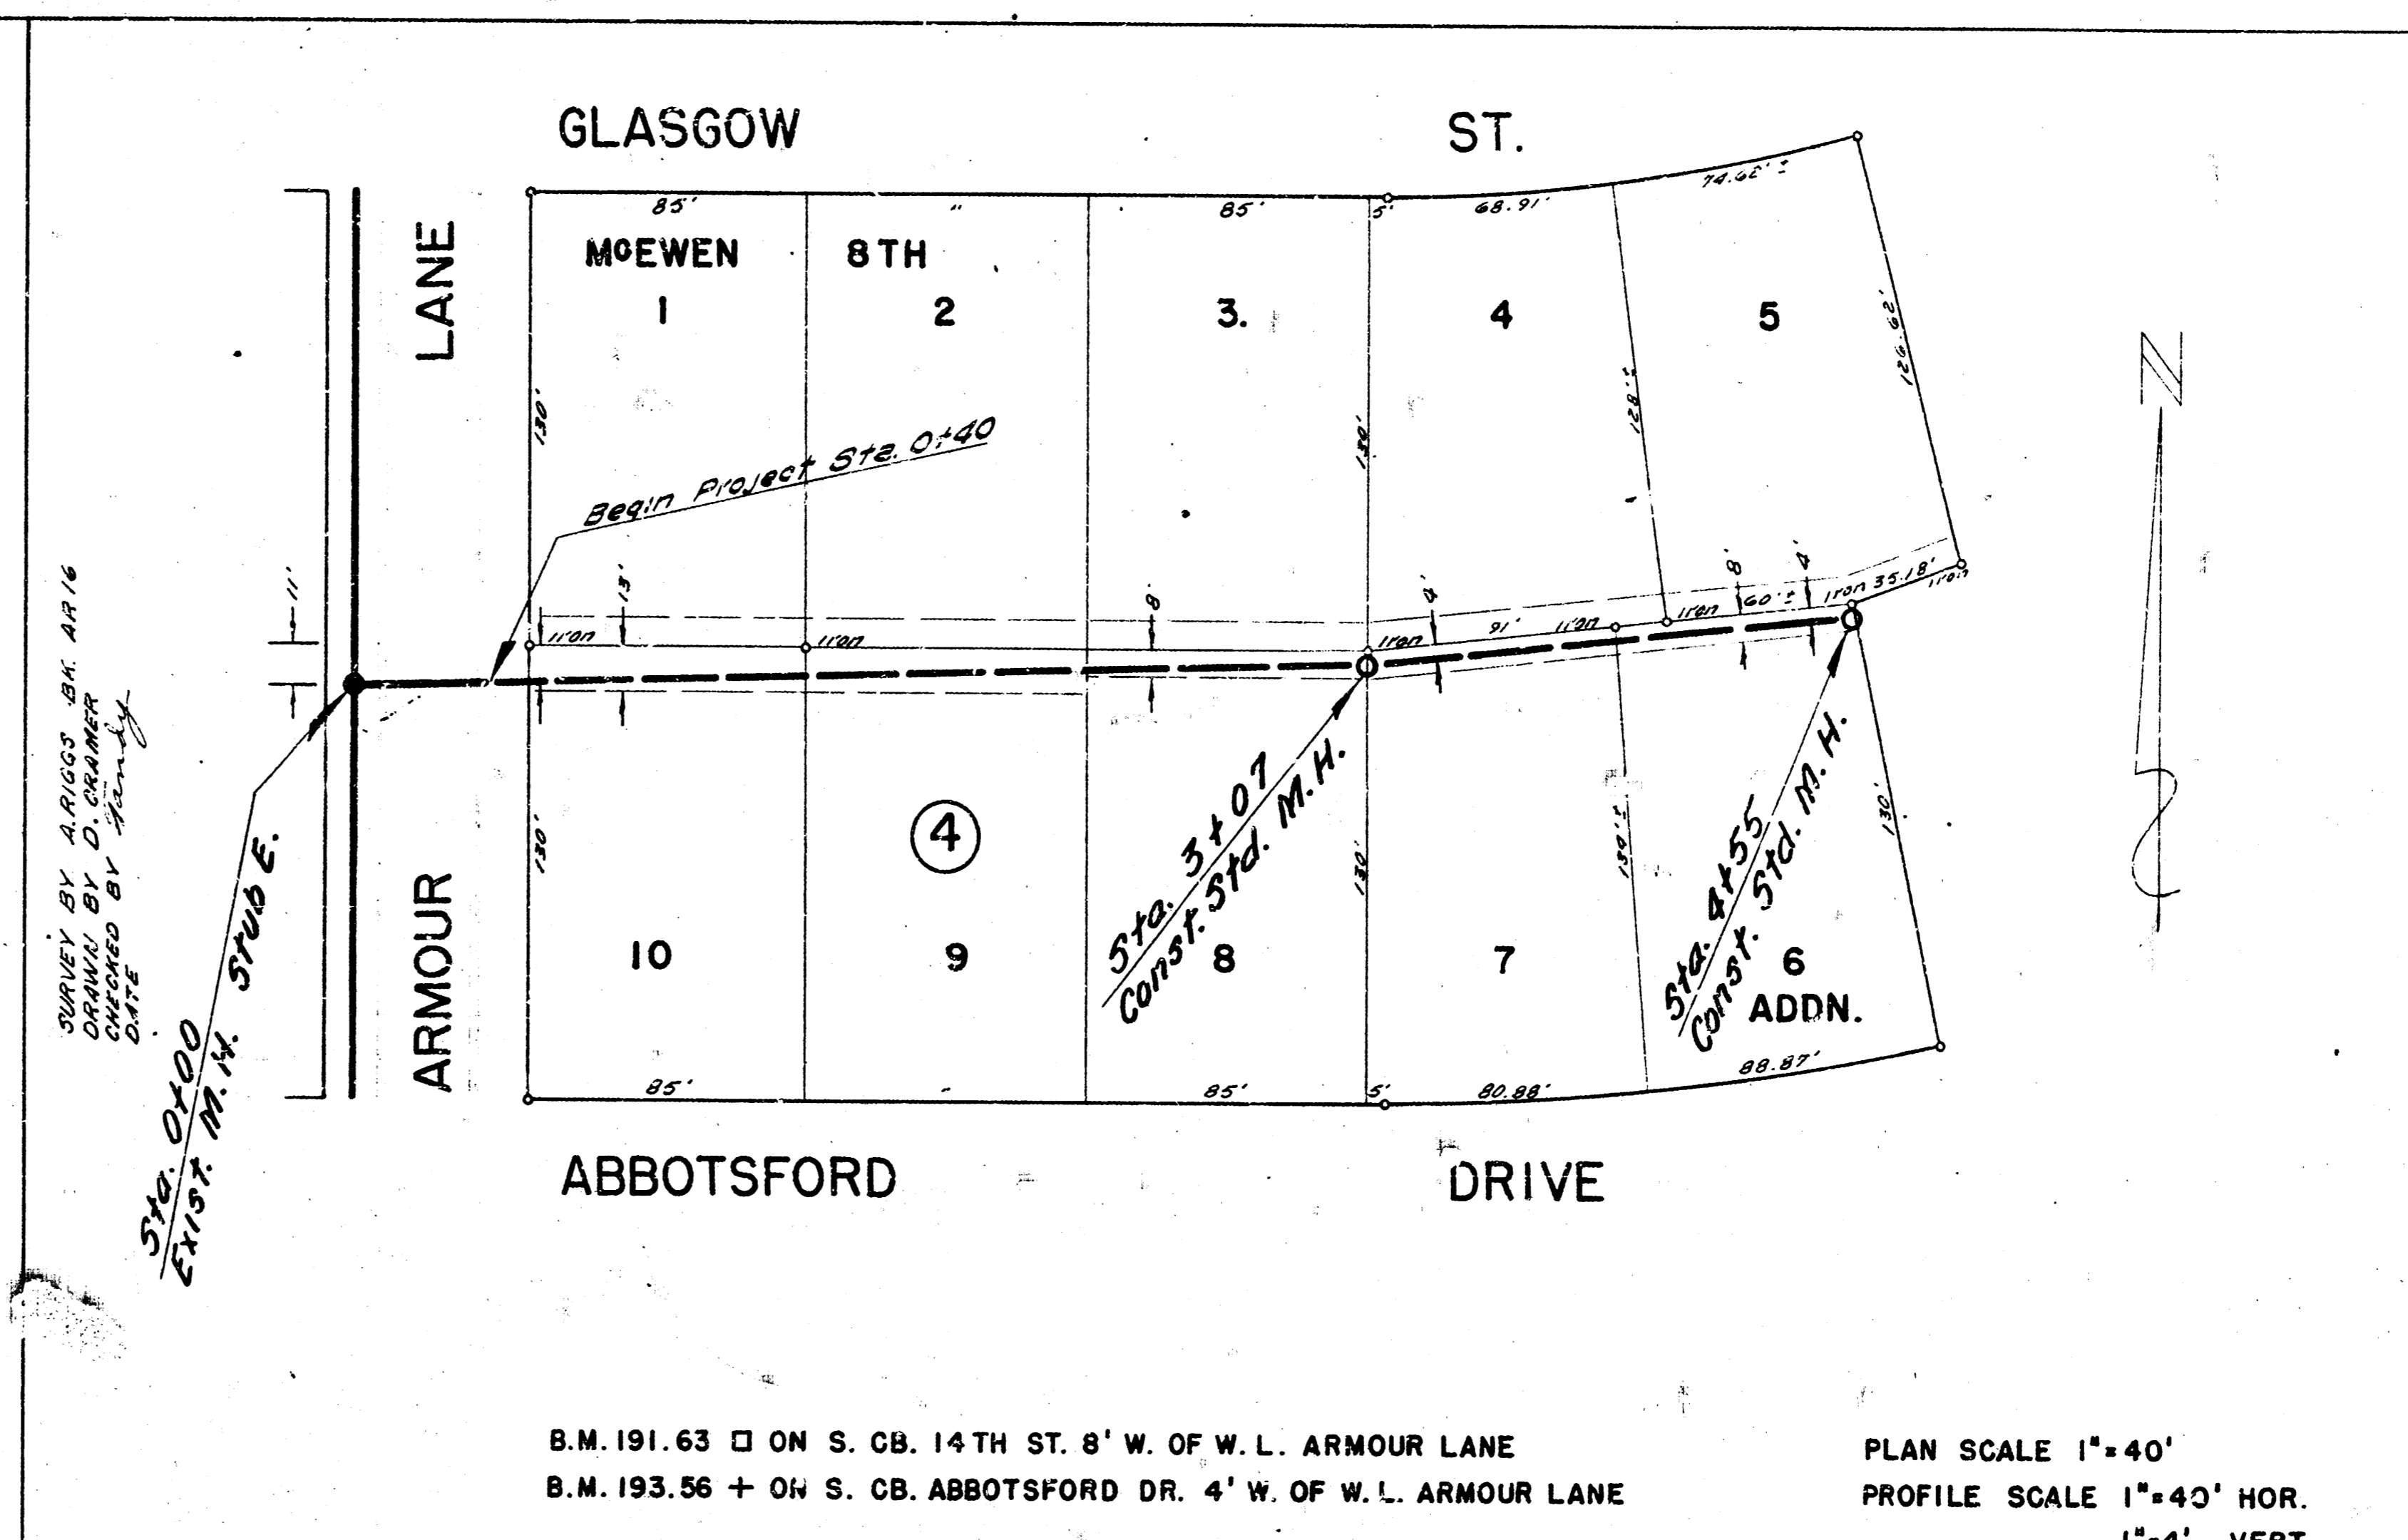 GLASGOW ST.
85' " 85' 5' 68.91' 74.62' ±
LANE
McEWEN 8TH
1 2 3. 4 5
130' 130' 128' ± 126.62'
N
Begin Project Sta. 0+40
11' 13' 8' 4' 8' 4'
Iron Iron Iron 91' Iron Iron 60' ± Iron 35.18' Iron
SURVEY BY A. RIGGS BK. AR 16
DRAWN BY D. CRAMER
CHECKED BY
DATE
Sta. 0+00
Exist. M.H. Stub E.
Sta. 3+07
Const. Std. M.H.
Sta. 4+55
Const. Std. M.H.
4
130' 130' 130'
ARMOUR
10 9 8 7 6
ADDN.
85' " 85' 5' 80.88' 88.87'
ABBOTSFORD DRIVE
B.M. 191.63 □ ON S. CB. 14TH ST. 8' W. OF W. L. ARMOUR LANE
B.M. 193.56 + ON S. CB. ABBOTSFORD DR. 4' W. OF W. L. ARMOUR LANE
PLAN SCALE 1"=40'
PROFILE SCALE 1"=40' HOR.
1"=4' VERT.